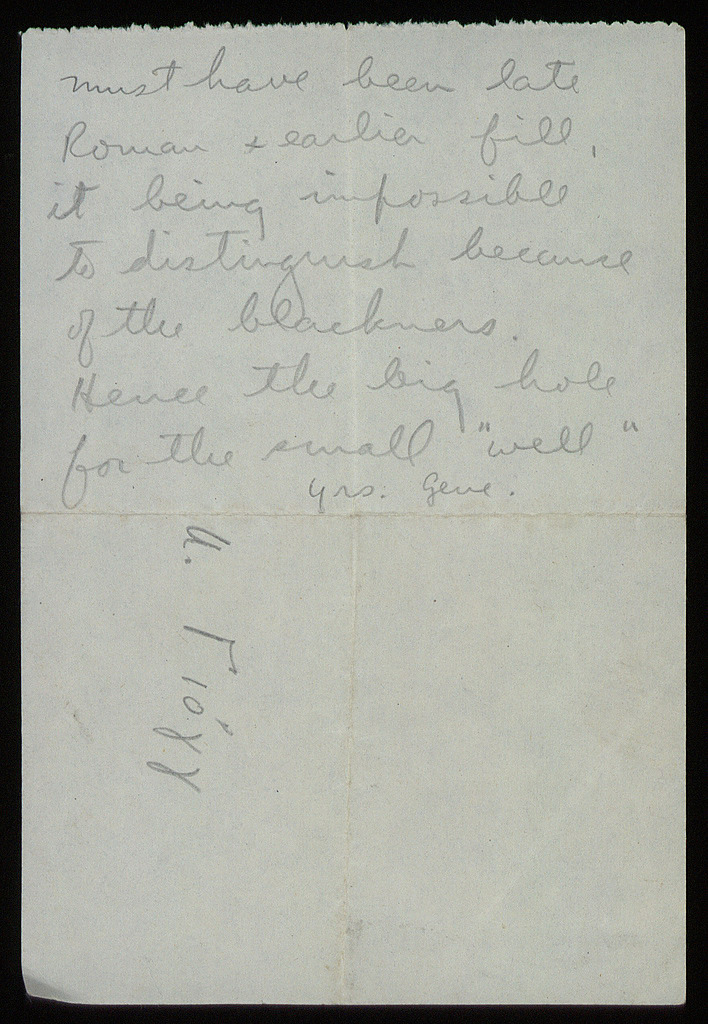 must have been late
Roman & earlier fill,
it being impossible
to distinguish because
of the blackness.
Hence the big hole
for the small "well"
Yrs. Gene.